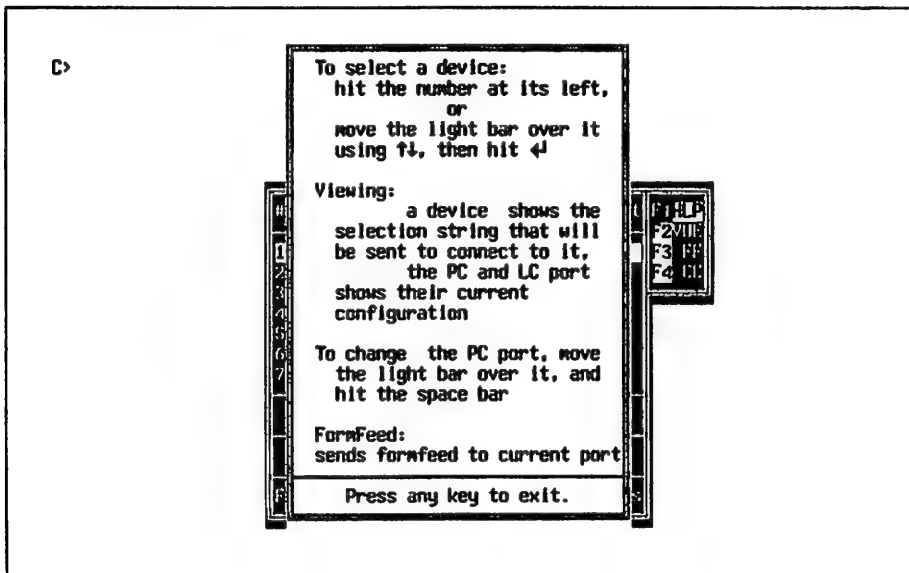 C>
To select a device:
hit the number at its left,
or
move the light bar over it
using ↑↓, then hit ↵
Viewing:
a device shows the
selection string that will
be sent to connect to it,
the PC and LC port
shows their current
configuration
To change the PC port, move
the light bar over it, and
hit the space bar
FormFeed:
sends formfeed to current port
Press any key to exit.
#
1
2
3
4
5
6
7
F1 HLP
F2 VUE
F3 FF
F4